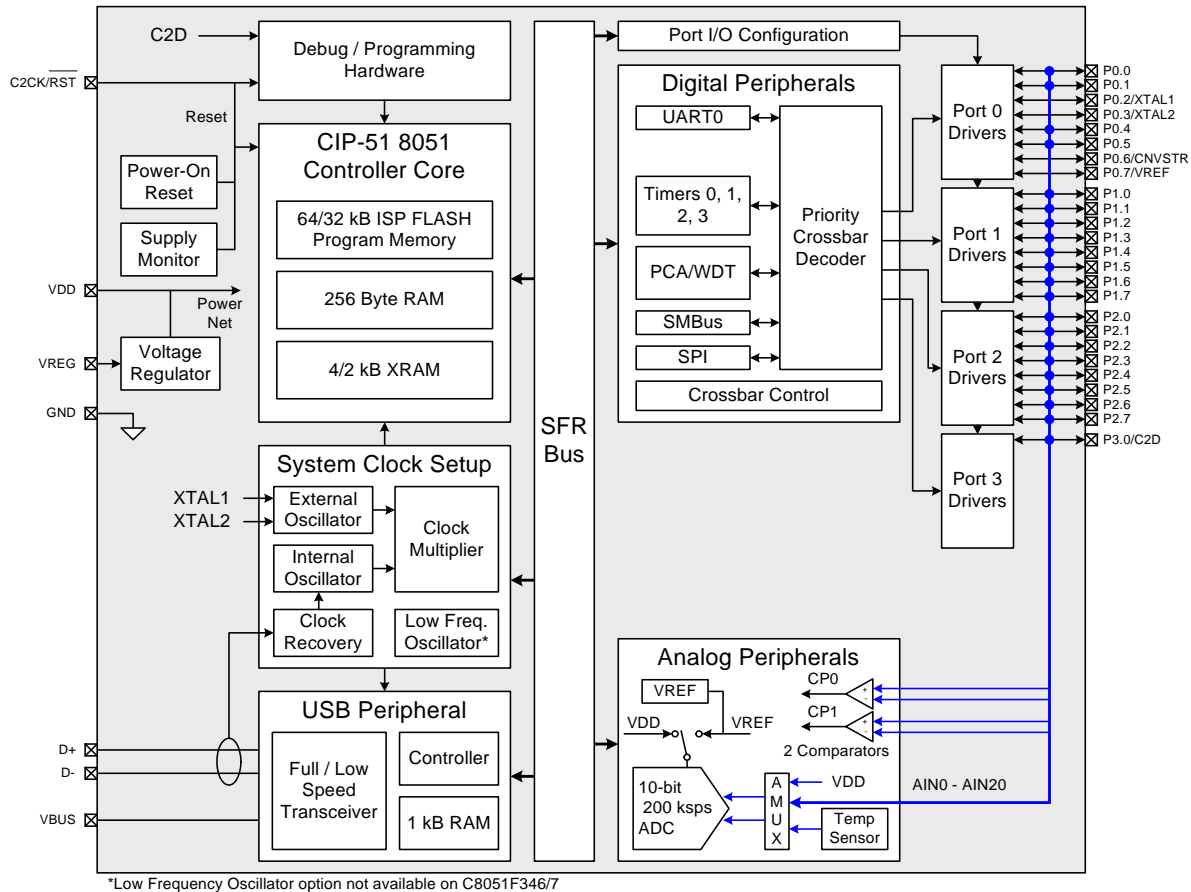 C2D
C2CK/RST
Reset
Power-On
Reset
Supply
Monitor
VDD
Power
Net
VREG
Voltage
Regulator
GND
Debug / Programming
Hardware
CIP-51 8051
Controller Core
64/32 kB ISP FLASH
Program Memory
256 Byte RAM
4/2 kB XRAM
System Clock Setup
XTAL1
XTAL2
External
Oscillator
Internal
Oscillator
Clock
Multiplier
Clock
Recovery
Low Freq.
Oscillator*
USB Peripheral
D+
D-
VBUS
Full / Low
Speed
Transceiver
Controller
1 kB RAM
SFR
Bus
Port I/O Configuration
Digital Peripherals
UART0
Timers 0, 1,
2, 3
PCA/WDT
SMBus
SPI
Priority
Crossbar
Decoder
Crossbar Control
Port 0
Drivers
Port 1
Drivers
Port 2
Drivers
Port 3
Drivers
P0.0
P0.1
P0.2/XTAL1
P0.3/XTAL2
P0.4
P0.5
P0.6/CNVSTR
P0.7/VREF
P1.0
P1.1
P1.2
P1.3
P1.4
P1.5
P1.6
P1.7
P2.0
P2.1
P2.2
P2.3
P2.4
P2.5
P2.6
P2.7
P3.0/C2D
Analog Peripherals
VREF
VDD
VREF
CP0
+
-
CP1
+
-
2 Comparators
10-bit
200 ksps
ADC
A
M
U
X
VDD
Temp
Sensor
AIN0 - AIN20
*Low Frequency Oscillator option not available on C8051F346/7